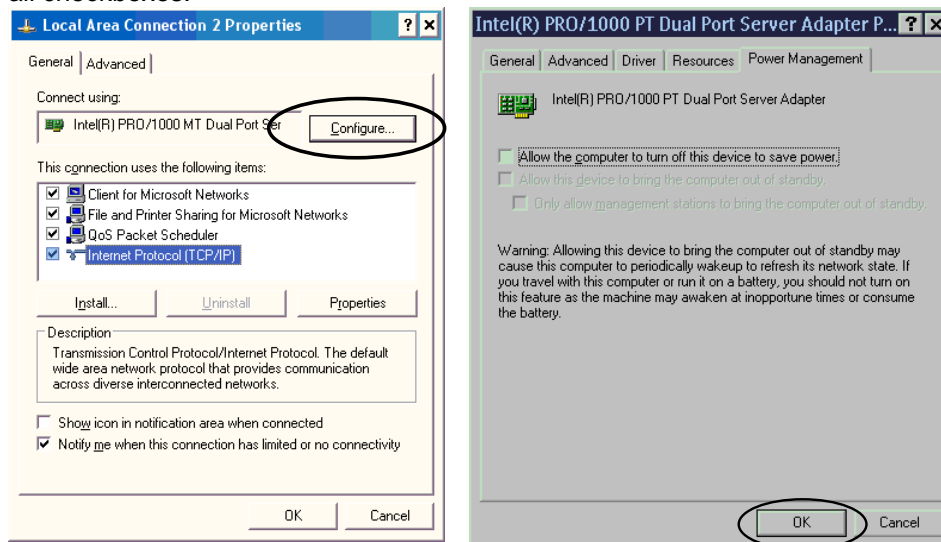 Local Area Connection 2 Properties
General Advanced
Connect using:
Intel(R) PRO/1000 MT Dual Port Ser
Configure...
This connection uses the following items:
Client for Microsoft Networks
File and Printer Sharing for Microsoft Networks
QoS Packet Scheduler
Internet Protocol (TCP/IP)
Install... Uninstall Properties
Description
Transmission Control Protocol/Internet Protocol. The default
wide area network protocol that provides communication
across diverse interconnected networks.
Show icon in notification area when connected
Notify me when this connection has limited or no connectivity
OK Cancel
Intel(R) PRO/1000 PT Dual Port Server Adapter P...
General Advanced Driver Resources Power Management
Intel(R) PRO/1000 PT Dual Port Server Adapter
Allow the computer to turn off this device to save power.
Allow this device to bring the computer out of standby.
Only allow management stations to bring the computer out of standby.
Warning: Allowing this device to bring the computer out of standby may
cause this computer to periodically wakeup to refresh its network state. If
you travel with this computer or run it on a battery, you should not turn on
this feature as the machine may awaken at inopportune times or consume
the battery.
OK Cancel